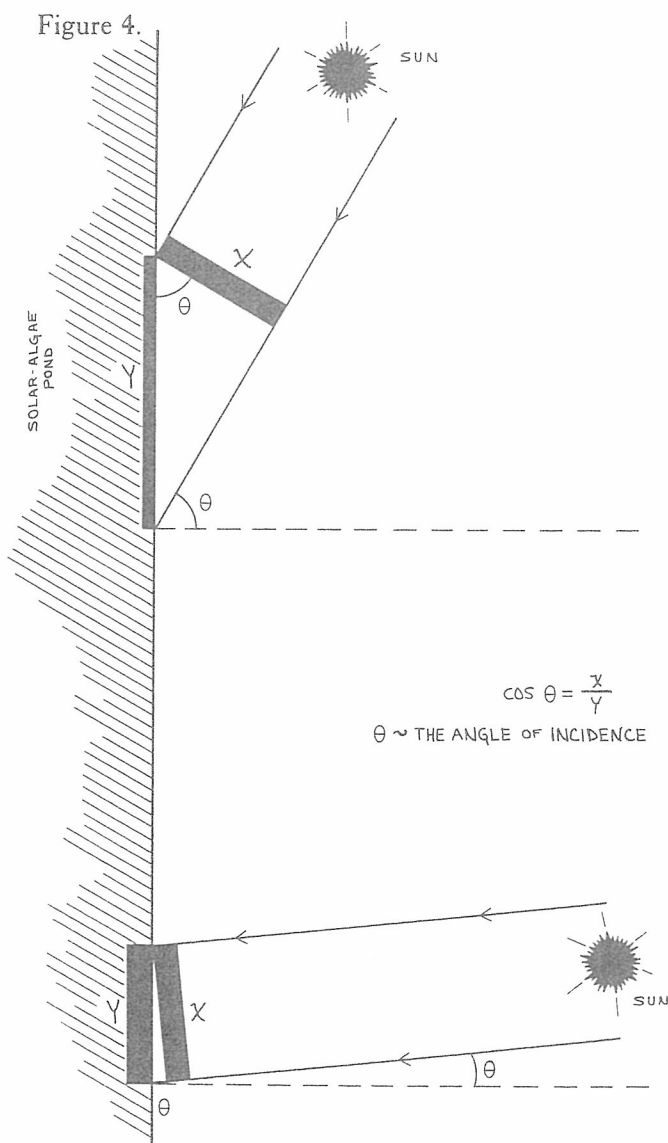 Figure 4.
SUN
X
θ
SOLAR-ALGAE
POND
Y
θ
COS θ = X/Y
θ ~ THE ANGLE OF INCIDENCE
Y
X
SUN
θ
θ